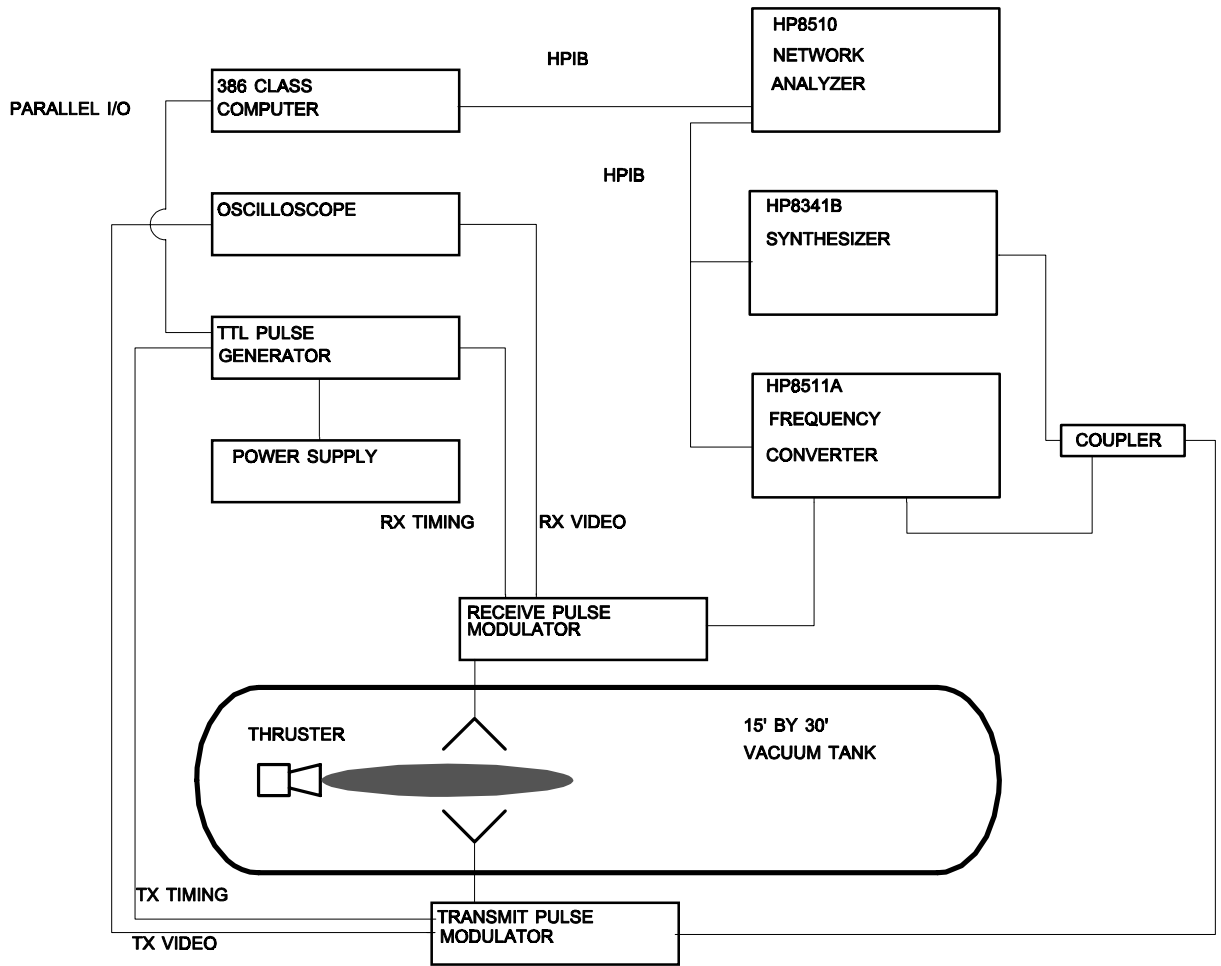 HP8510
NETWORK
ANALYZER
HPIB
386 CLASS
COMPUTER
PARALLEL I/O
HPIB
OSCILLOSCOPE
HP8341B
SYNTHESIZER
TTL PULSE
GENERATOR
HP8511A
FREQUENCY
CONVERTER
COUPLER
POWER SUPPLY
RX TIMING
RX VIDEO
RECEIVE PULSE
MODULATOR
THRUSTER
15' BY 30'
VACUUM TANK
TX TIMING
TRANSMIT PULSE
MODULATOR
TX VIDEO